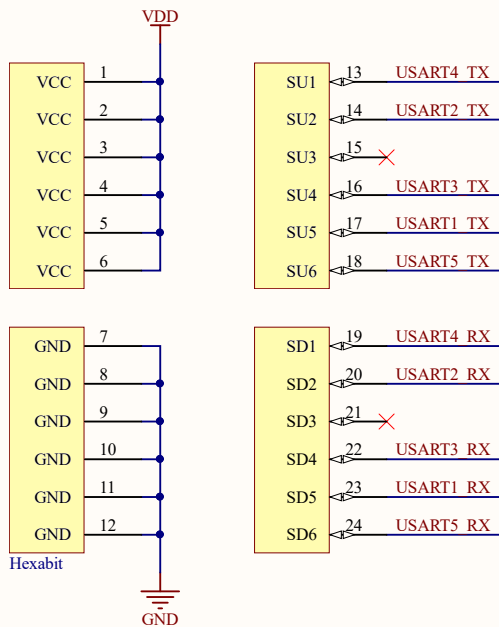 VDD
VCC 1
VCC 2
VCC 3
VCC 4
VCC 5
VCC 6
GND 7
GND 8
GND 9
GND 10
GND 11
GND 12
Hexabit
GND
SU1 13 USART4_TX
SU2 14 USART2_TX
SU3 15
SU4 16 USART3_TX
SU5 17 USART1_TX
SU6 18 USART5_TX
SD1 19 USART4_RX
SD2 20 USART2_RX
SD3 21
SD4 22 USART3_RX
SD5 23 USART1_RX
SD6 24 USART5_RX